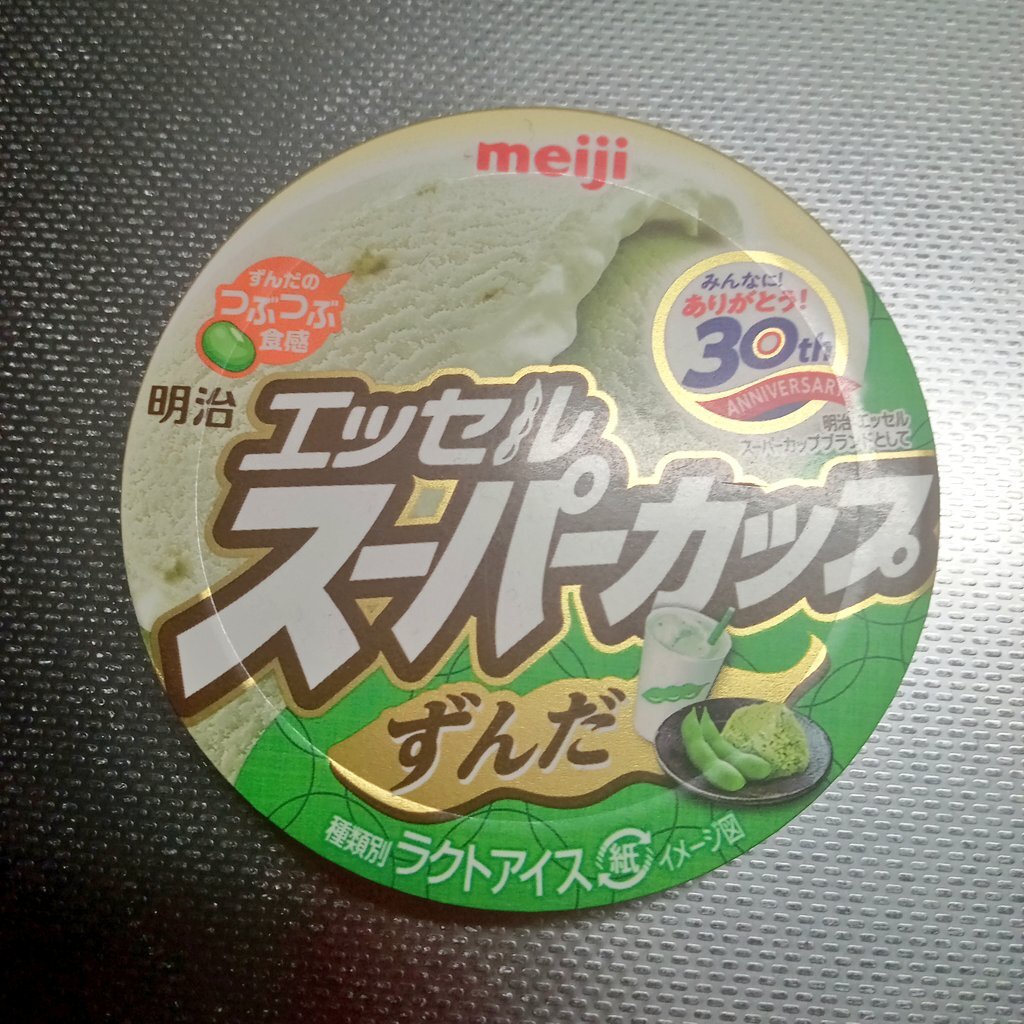 meiji
ずんだの
つぶつぶ
食感
みんなに!
ありがとう!
30th
ANNIVERSARY
明治 エッセル
スーパーカップブランドとして
明治
エッセル
スーパーカップ
ずんだ
種類別 ラクトアイス 紙 イメージ図